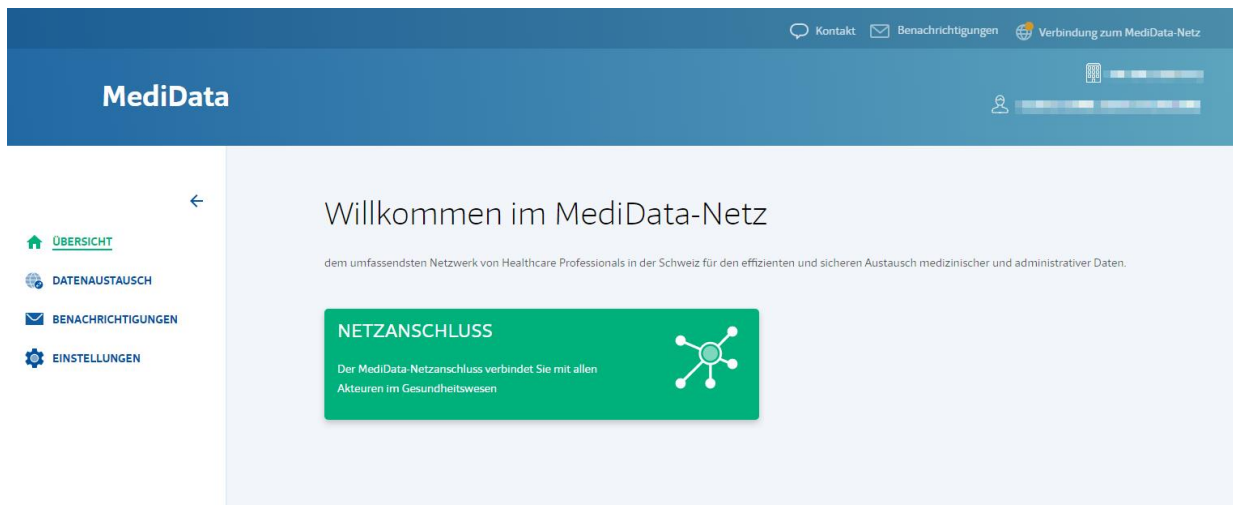 Kontakt Benachrichtigungen Verbindung zum MediData-Netz
MediData
Willkommen im MediData-Netz
dem umfassendsten Netzwerk von Healthcare Professionals in der Schweiz für den effizienten und sicheren Austausch medizinischer und administrativer Daten.
ÜBERSICHT
DATENAUSTAUSCH
BENACHRICHTIGUNGEN
EINSTELLUNGEN
NETZANSCHLUSS
Der MediData-Netzanschluss verbindet Sie mit allen
Akteuren im Gesundheitswesen